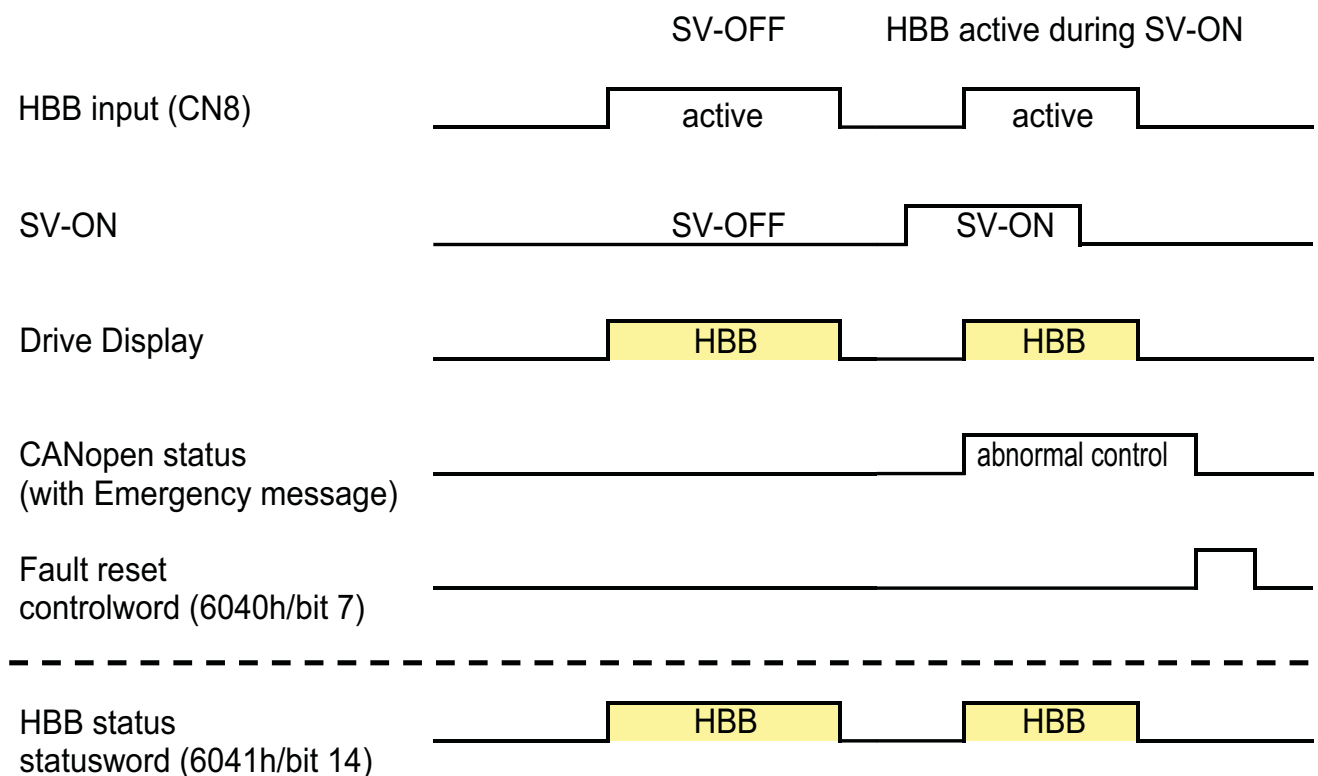 SV-OFF HBB active during SV-ON
HBB input (CN8) active active
SV-ON SV-OFF SV-ON
Drive Display HBB HBB
CANopen status abnormal control
(with Emergency message)
Fault reset
controlword (6040h/bit 7)
HBB status HBB HBB
statusword (6041h/bit 14)